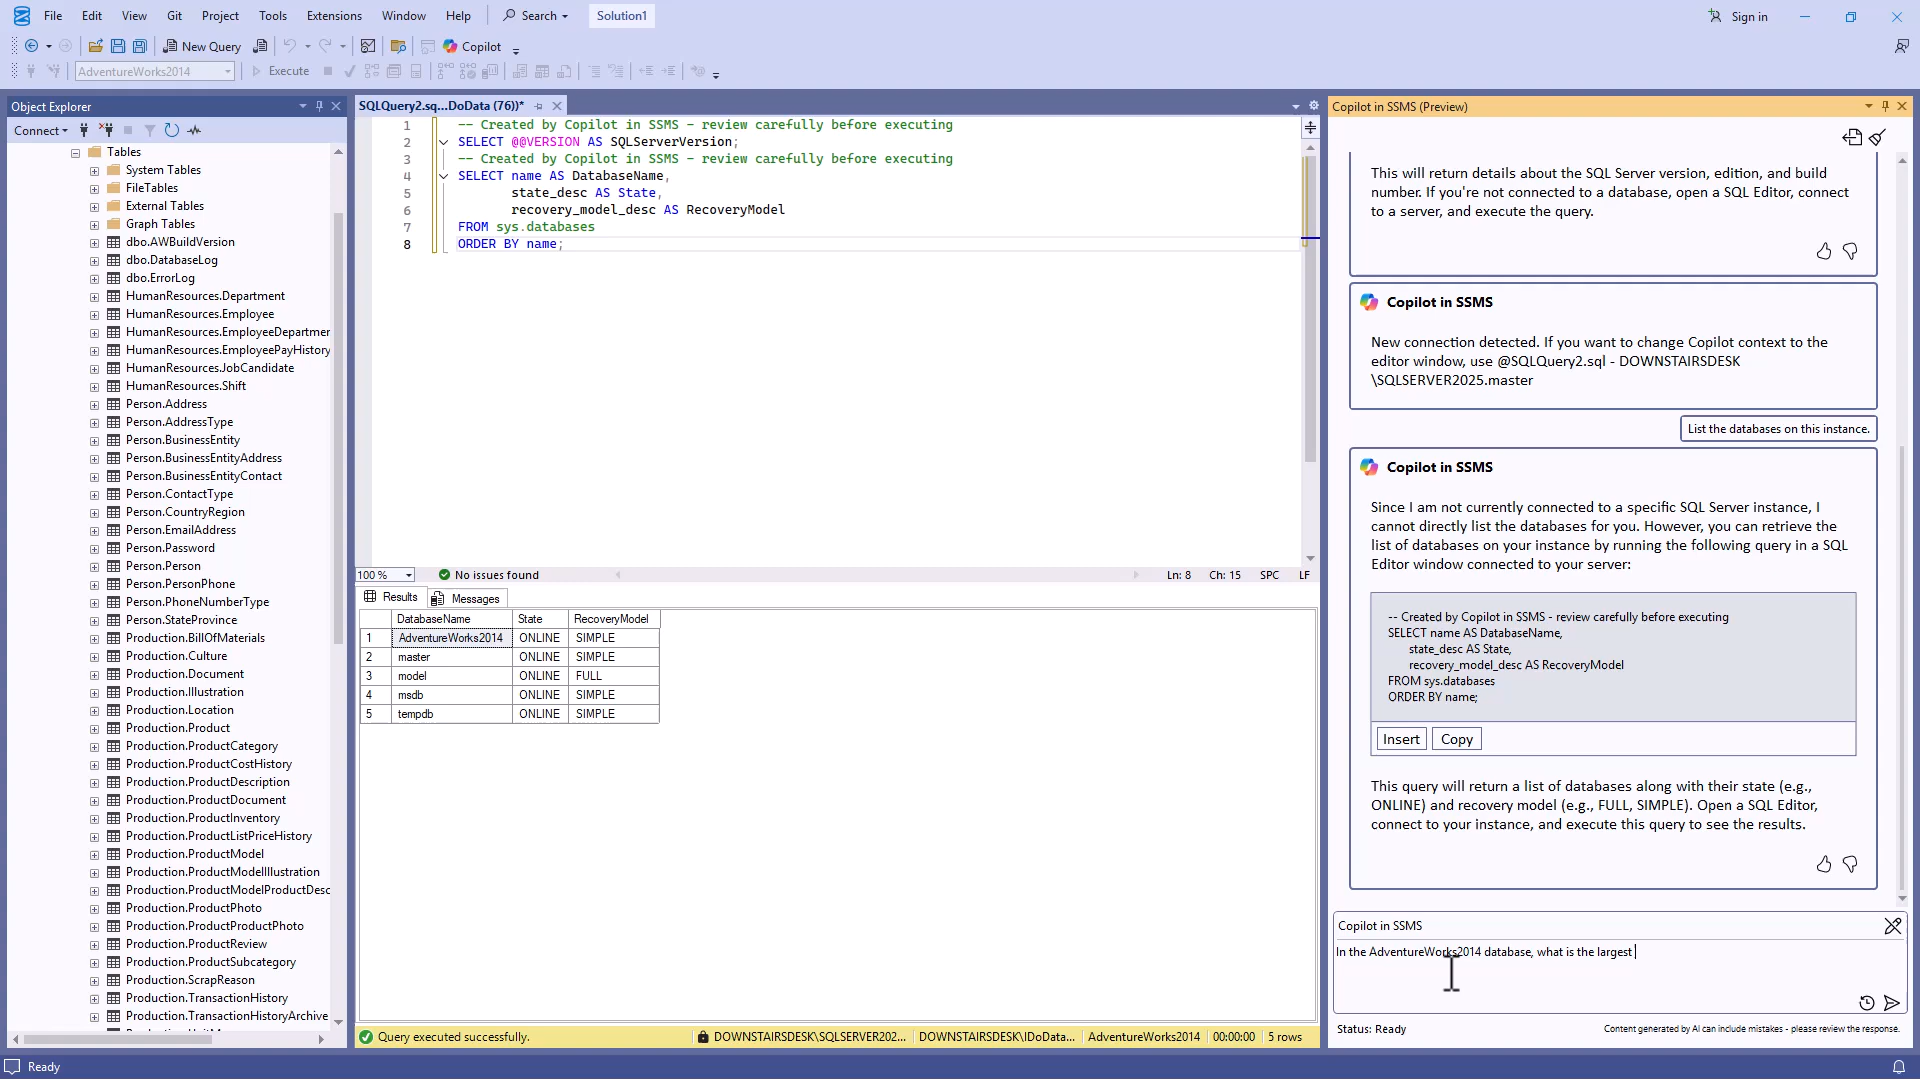 File Edit View Git Project Tools Extensions Window Help Search Solution1 Sign in
New Query Copilot
AdventureWorks2014 Execute
Object Explorer
Connect
Tables
System Tables
FileTables
External Tables
Graph Tables
dbo.AWBuildVersion
dbo.DatabaseLog
dbo.ErrorLog
HumanResources.Department
HumanResources.Employee
HumanResources.EmployeeDepartmer
HumanResources.EmployeePayHistory
HumanResources.JobCandidate
HumanResources.Shift
Person.Address
Person.AddressType
Person.BusinessEntity
Person.BusinessEntityAddress
Person.BusinessEntityContact
Person.ContactType
Person.CountryRegion
Person.EmailAddress
Person.Password
Person.Person
Person.PersonPhone
Person.PhoneNumberType
Person.StateProvince
Production.BillOfMaterials
Production.Culture
Production.Document
Production.Illustration
Production.Location
Production.Product
Production.ProductCategory
Production.ProductCostHistory
Production.ProductDescription
Production.ProductDocument
Production.ProductInventory
Production.ProductListPriceHistory
Production.ProductModel
Production.ProductModelIllustration
Production.ProductModelProductDesc
Production.ProductPhoto
Production.ProductProductPhoto
Production.ProductReview
Production.ProductSubcategory
Production.ScrapReason
Production.TransactionHistory
Production.TransactionHistoryArchive
SQLQuery2.sq...DoData (76))*
1 -- Created by Copilot in SSMS - review carefully before executing
2 SELECT @@VERSION AS SQLServerVersion;
3 -- Created by Copilot in SSMS - review carefully before executing
4 SELECT name AS DatabaseName,
5 state_desc AS State,
6 recovery_model_desc AS RecoveryModel
7 FROM sys.databases
8 ORDER BY name;
100 % No issues found Ln: 8 Ch: 15 SPC LF
Results Messages
DatabaseName State RecoveryModel
1 AdventureWorks2014 ONLINE SIMPLE
2 master ONLINE SIMPLE
3 model ONLINE FULL
4 msdb ONLINE SIMPLE
5 tempdb ONLINE SIMPLE
Query executed successfully. DOWNSTAIRSDESK\SQLSERVER202... DOWNSTAIRSDESK\IDoData... AdventureWorks2014 00:00:00 5 rows
Copilot in SSMS (Preview)
This will return details about the SQL Server version, edition, and build
number. If you're not connected to a database, open a SQL Editor, connect
to a server, and execute the query.
Copilot in SSMS
New connection detected. If you want to change Copilot context to the
editor window, use @SQLQuery2.sql - DOWNSTAIRSDESK
\SQLSERVER2025.master
List the databases on this instance.
Copilot in SSMS
Since I am not currently connected to a specific SQL Server instance, I
cannot directly list the databases for you. However, you can retrieve the
list of databases on your instance by running the following query in a SQL
Editor window connected to your server:
-- Created by Copilot in SSMS - review carefully before executing
SELECT name AS DatabaseName,
state_desc AS State,
recovery_model_desc AS RecoveryModel
FROM sys.databases
ORDER BY name;
Insert Copy
This query will return a list of databases along with their state (e.g.,
ONLINE) and recovery model (e.g., FULL, SIMPLE). Open a SQL Editor,
connect to your instance, and execute this query to see the results.
Copilot in SSMS
In the AdventureWorks2014 database, what is the largest
Status: Ready Content generated by AI can include mistakes - please review the response.
Ready